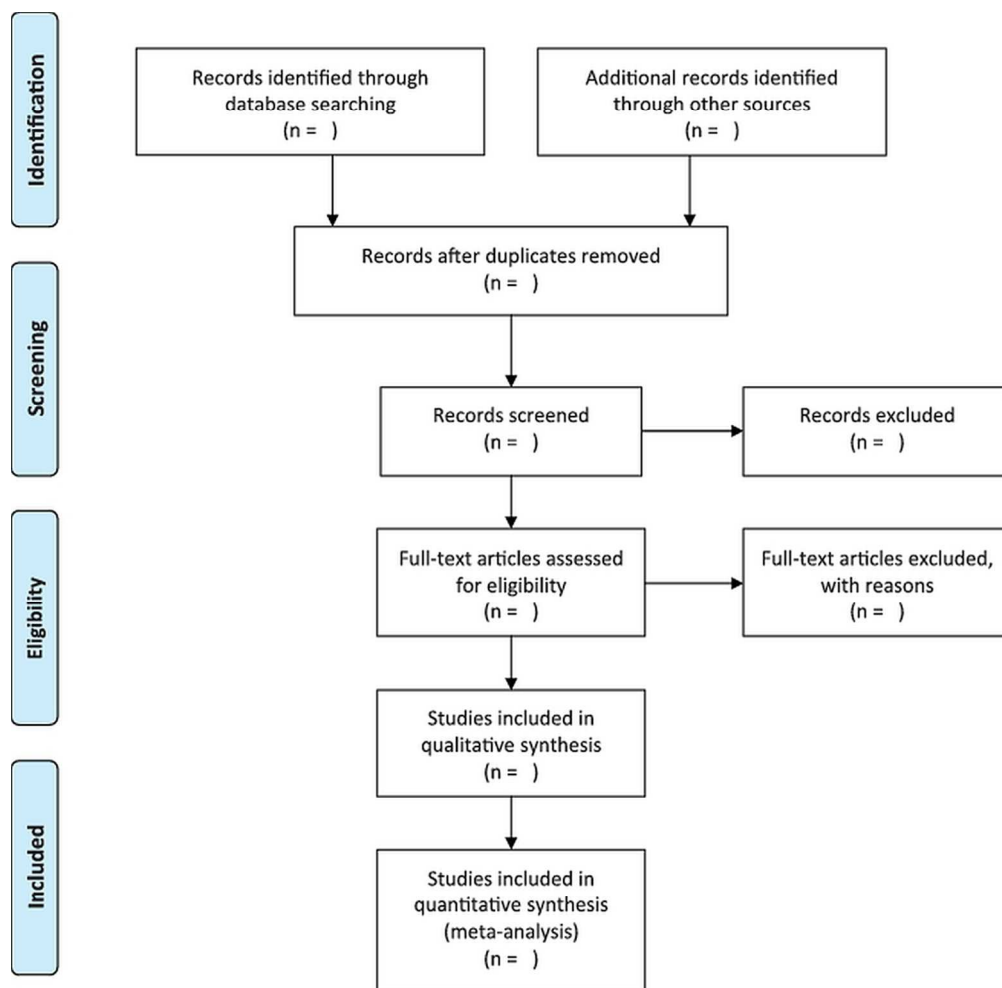 Identification
Records identified through
database searching
(n =   )
Additional records identified
through other sources
(n =   )
Records after duplicates removed
(n =   )
Screening
Records screened
(n =   )
Records excluded
(n =   )
Eligibility
Full-text articles assessed
for eligibility
(n =   )
Full-text articles excluded,
with reasons
(n =   )
Studies included in
qualitative synthesis
(n =   )
Included
Studies included in
quantitative synthesis
(meta-analysis)
(n =   )